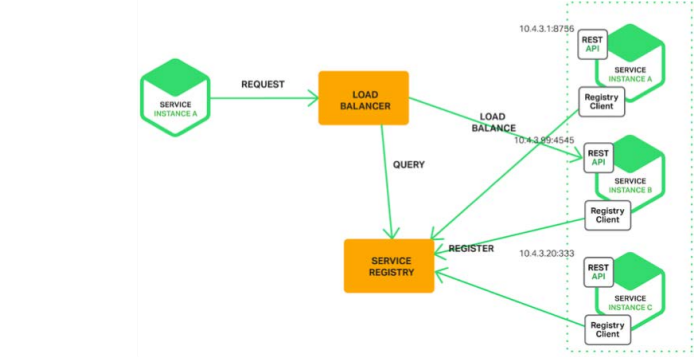 10.4.3.1:8756
REST
API
SERVICE
INSTANCE A
Registry
Client
SERVICE
INSTANCE A
REQUEST
LOAD
BALANCER
LOAD
BALANCE
10.4.3.99:4545
REST
API
SERVICE
INSTANCE B
Registry
Client
QUERY
SERVICE
REGISTRY
REGISTER
10.4.3.20:333
REST
API
SERVICE
INSTANCE C
Registry
Client